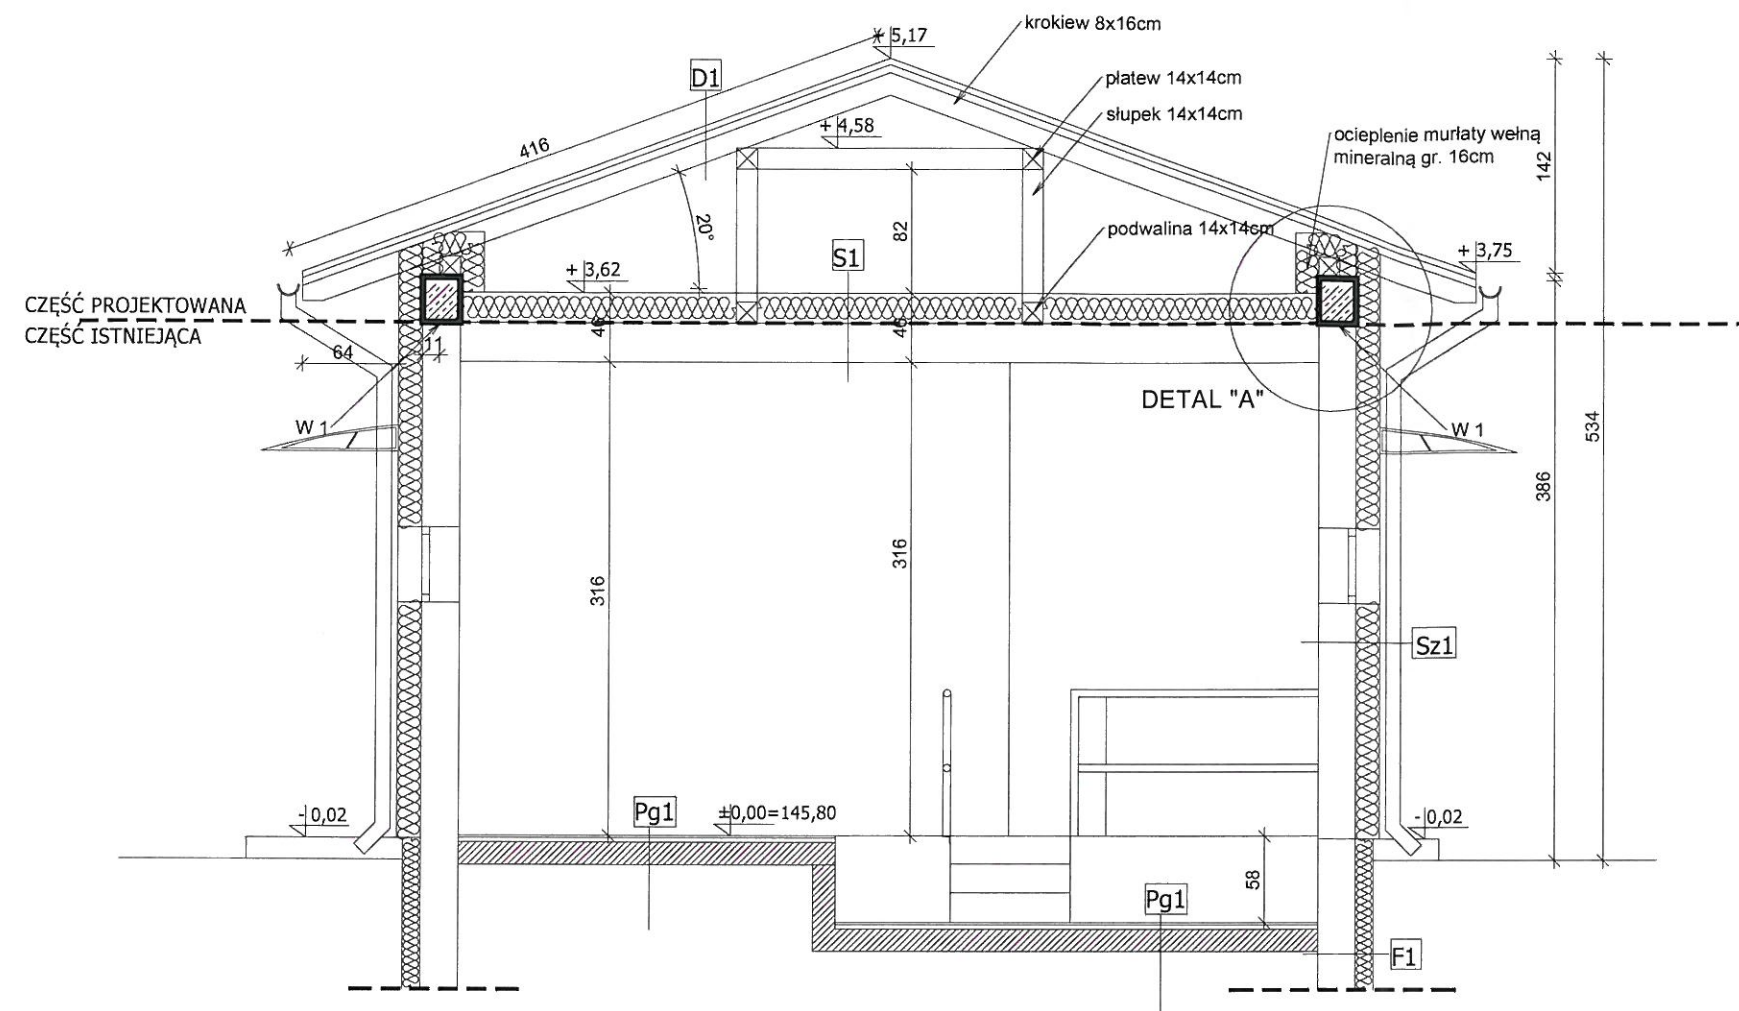 krokiew 8x16cm
+ 5,17
D1
płatew 14x14cm
słupek 14x14cm
+ 4,58
ocieplenie murłaty wełną
mineralną gr. 16cm
416
142
20°
82
podwalina 14x14cm
S1
+ 3,75
+ 3,62
CZĘŚĆ PROJEKTOWANA
CZĘŚĆ ISTNIEJĄCA
46
46
64
11
DETAL "A"
W 1
W 1
534
386
316
316
Sz1
- 0,02
Pg1
±0,00=145,80
- 0,02
58
Pg1
F1